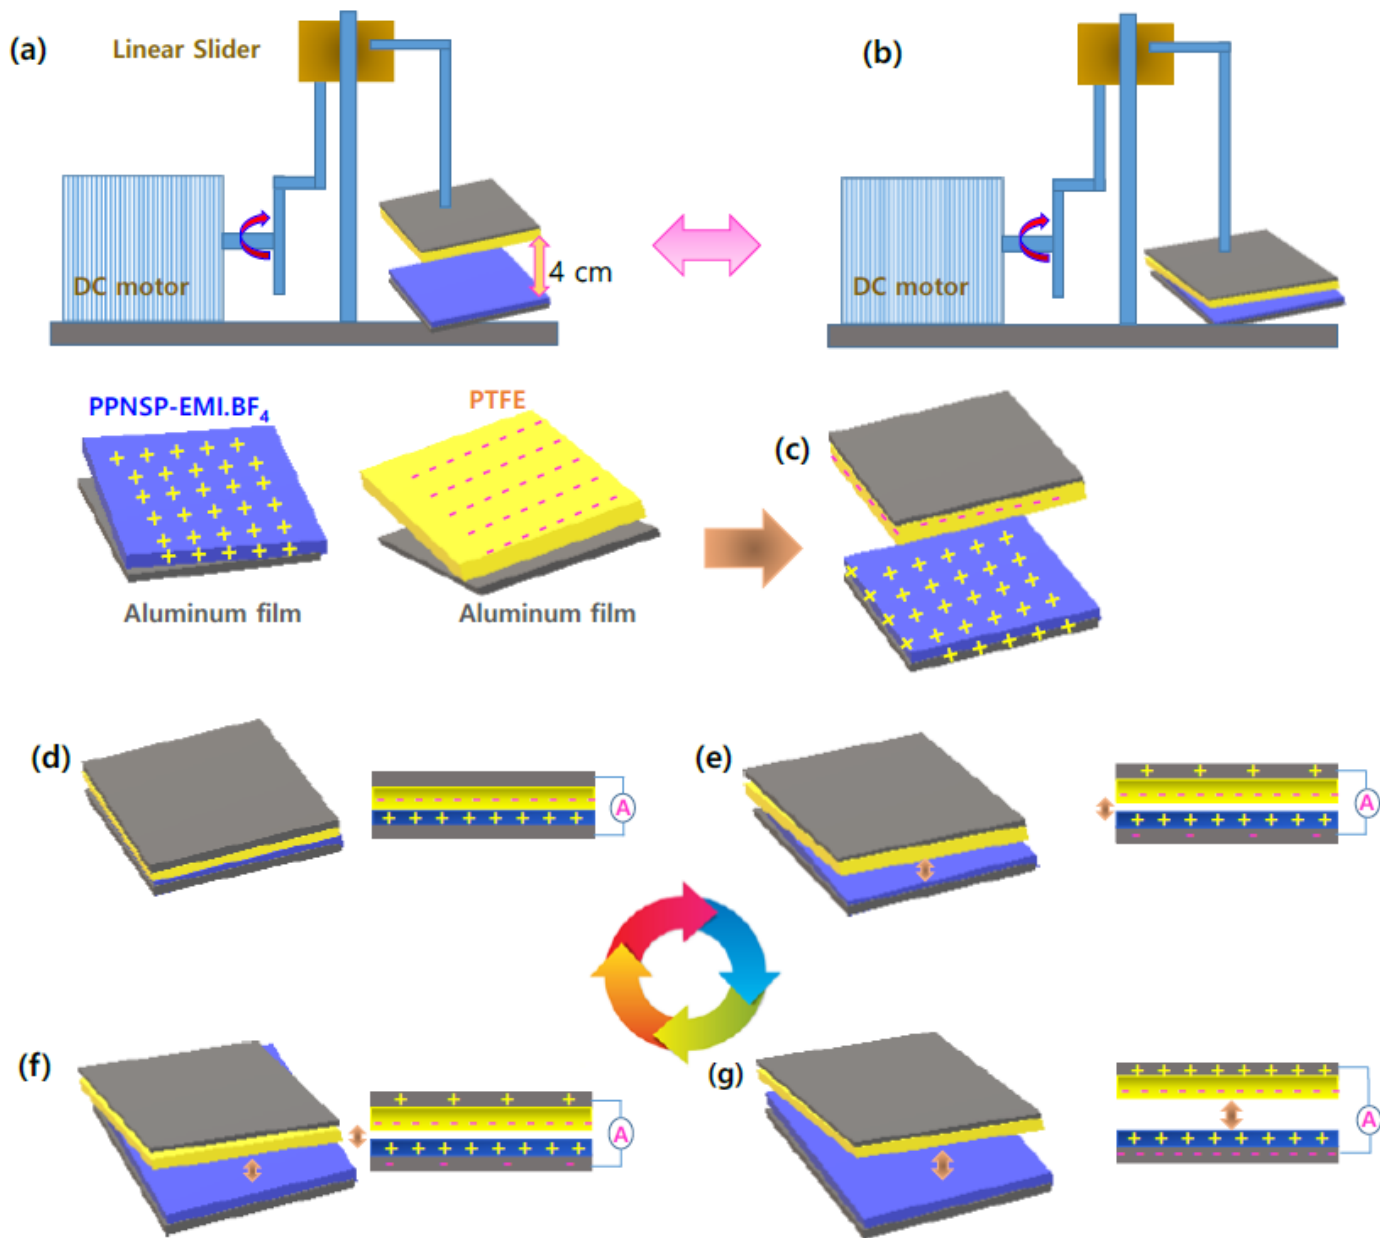 (a)
Linear Slider
(b)
4 cm
DC motor
DC motor
PPNSP-EMI.BF₄
PTFE
(c)
Aluminum film
Aluminum film
(d)
A
(e)
A
(f)
A
(g)
A